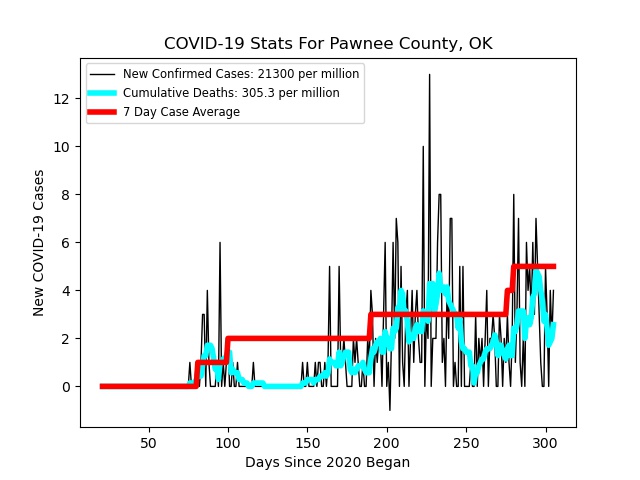 COVID-19 Stats For Pawnee County, OK
New Confirmed Cases: 21300 per million
Cumulative Deaths: 305.3 per million
7 Day Case Average
New COVID-19 Cases
12
10
8
6
4
2
0
50 100 150 200 250 300
Days Since 2020 Began